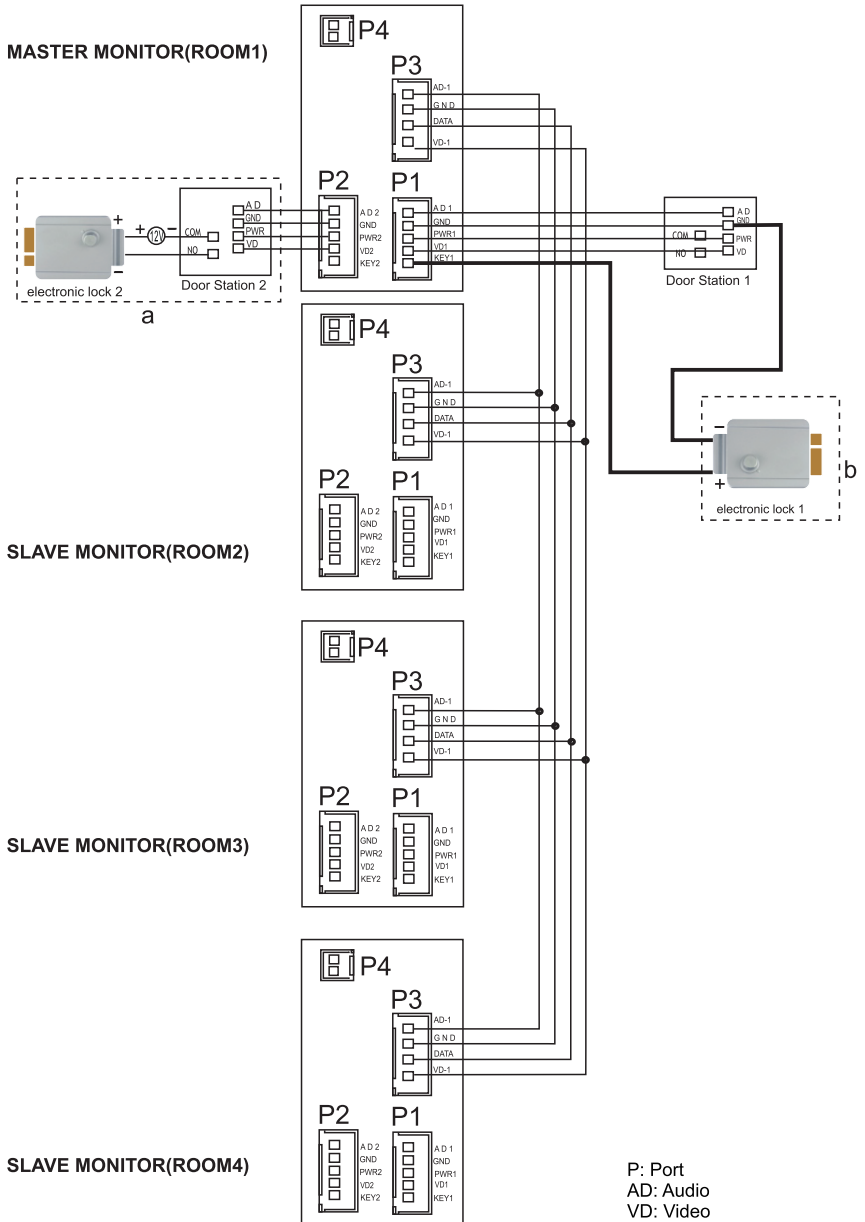 MASTER MONITOR(ROOM1)
P4
P3
AD-1
G N D
DATA
VD-1
P2
A D 2
GND
PWR2
VD2
KEY2
P1
A D 1
GND
PWR1
VD1
KEY1
+
-
+ 12V -
COM
NO
A D
GND
PWR
VD
electronic lock 2
Door Station 2
a
A D
GND
COM
PWR
NO
VD
Door Station 1
-
+
electronic lock 1
b
SLAVE MONITOR(ROOM2)
P4
P3
AD-1
G N D
DATA
VD-1
P2
A D 2
GND
PWR2
VD2
KEY2
P1
A D 1
GND
PWR1
VD1
KEY1
SLAVE MONITOR(ROOM3)
P4
P3
AD-1
G N D
DATA
VD-1
P2
A D 2
GND
PWR2
VD2
KEY2
P1
A D 1
GND
PWR1
VD1
KEY1
SLAVE MONITOR(ROOM4)
P4
P3
AD-1
G N D
DATA
VD-1
P2
A D 2
GND
PWR2
VD2
KEY2
P1
A D 1
GND
PWR1
VD1
KEY1
P: Port
AD: Audio
VD: Video